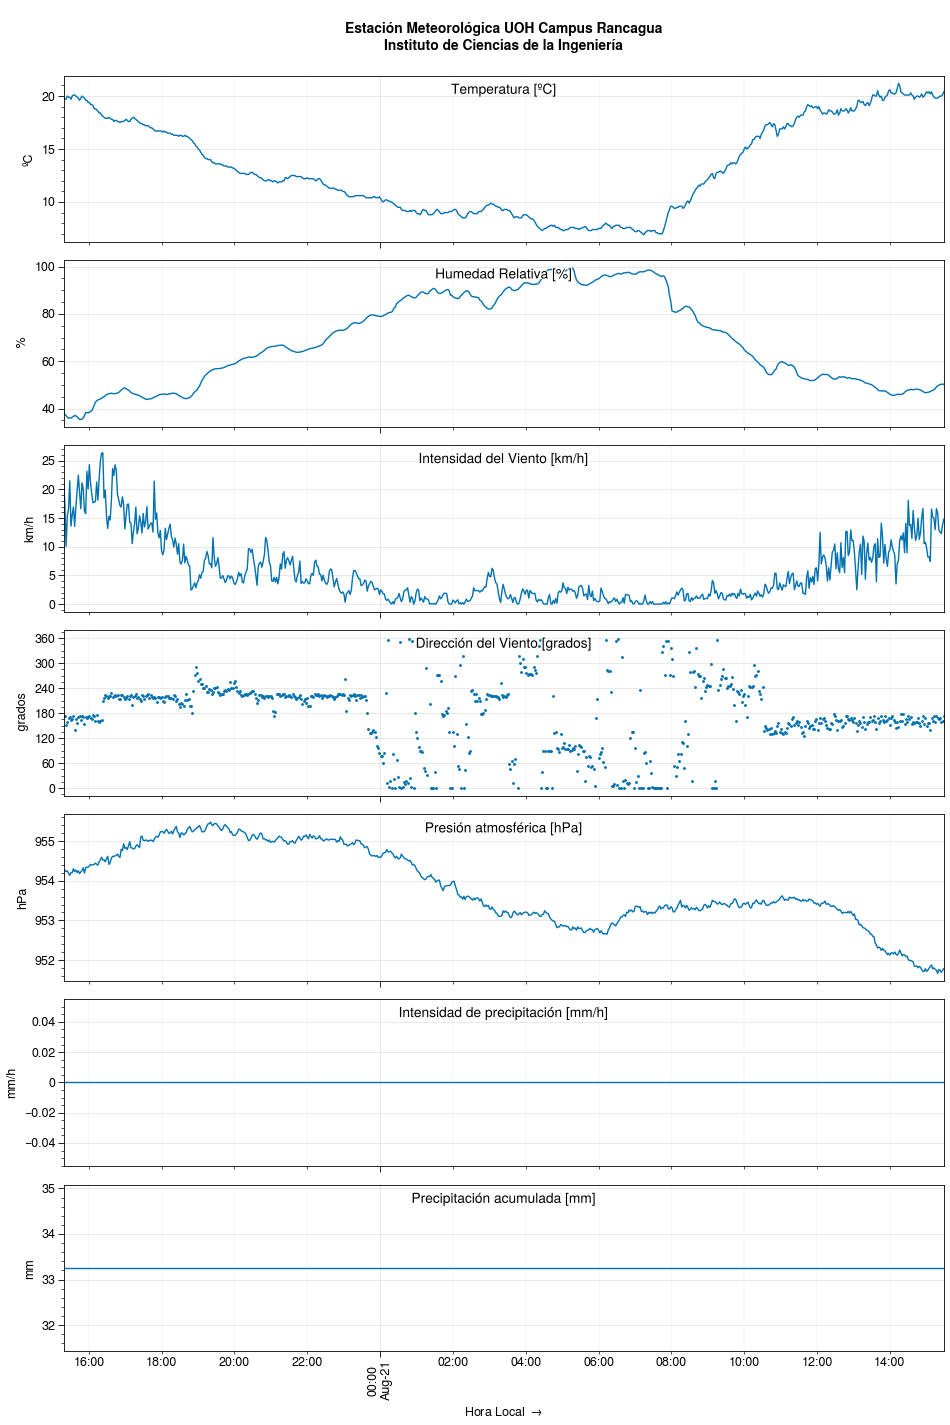 Estación Meteorológica UOH Campus Rancagua
Instituto de Ciencias de la Ingeniería
Temperatura [ºC]
ºC
20
15
10
Humedad Relativa [%]
%
100
80
60
40
Intensidad del Viento [km/h]
km/h
25
20
15
10
5
0
Dirección del Viento [grados]
grados
360
300
240
180
120
60
0
Presión atmosférica [hPa]
hPa
955
954
953
952
Intensidad de precipitación [mm/h]
mm/h
0.04
0.02
0
−0.02
−0.04
Precipitación acumulada [mm]
mm
35
34
33
32
16:00 18:00 20:00 22:00 00:00 02:00 04:00 06:00 08:00 10:00 12:00 14:00
Aug-21
Hora Local →